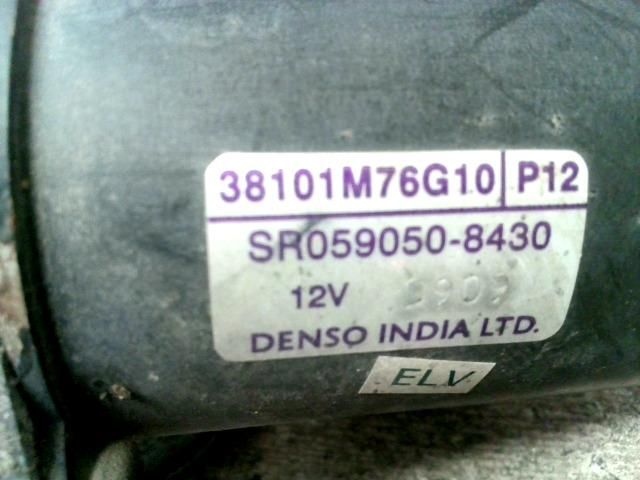 38101M76G10 P12
SR059050-8430
12V
DENSO INDIA LTD.
ELV